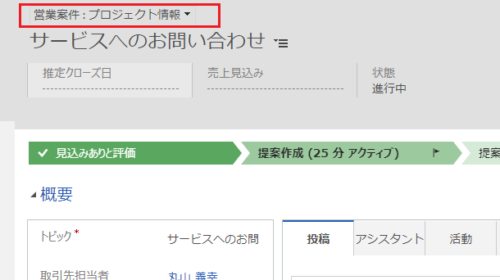 営業案件 : プロジェクト情報
サービスへのお問い合わせ
推定クローズ日 売上見込み 状態
進行中
見込みありと評価 提案作成 (25 分 アクティブ) 提案
概要
トピック* サービスへのお問
投稿 アシスタント 活動
取引先担当者 丸山 義幸